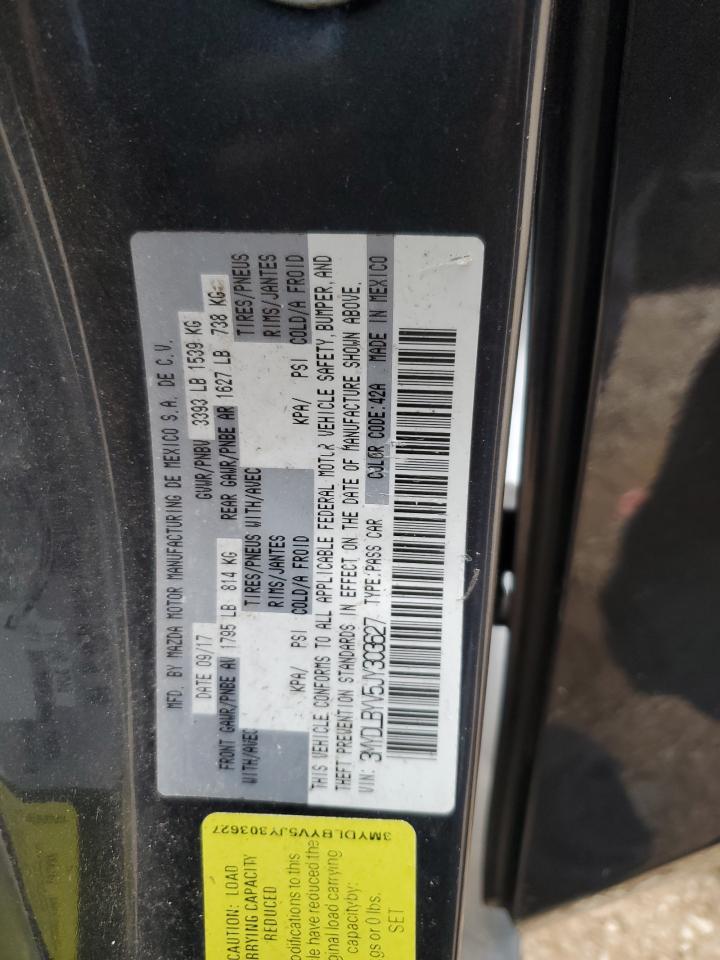 MFD. BY MAZDA MOTOR MANUFACTURING DE MEXICO S.A. DE C.V.
DATE 09/17 GVWR/PNBV 3393 LB 1539 KG
FRONT GAWR/PNBE AV 1795 LB 814 KG REAR GAWR/PNBE AR 1627 LB 738 KG
WITH/AVEC TIRES/PNEUS WITH/AVEC TIRES/PNEUS
RIMS/JANTES RIMS/JANTES
KPA/ PSI COLD/A FROID KPA/ PSI COLD/A FROID
THIS VEHICLE CONFORMS TO ALL APPLICABLE FEDERAL MOTOR VEHICLE SAFETY, BUMPER, AND
THEFT PREVENTION STANDARDS IN EFFECT ON THE DATE OF MANUFACTURE SHOWN ABOVE.
VIN: 3MYDLBYV5JY303627 TYPE:PASS CAR COLOR CODE:42A MADE IN MEXICO
3MYDLBYV5JY303627
CAUTION: LOAD
RRYING CAPACITY
REDUCED
odifications to this
le have reduced the
ginal load carrying
capacity by:
gs or 0 lbs.
SET